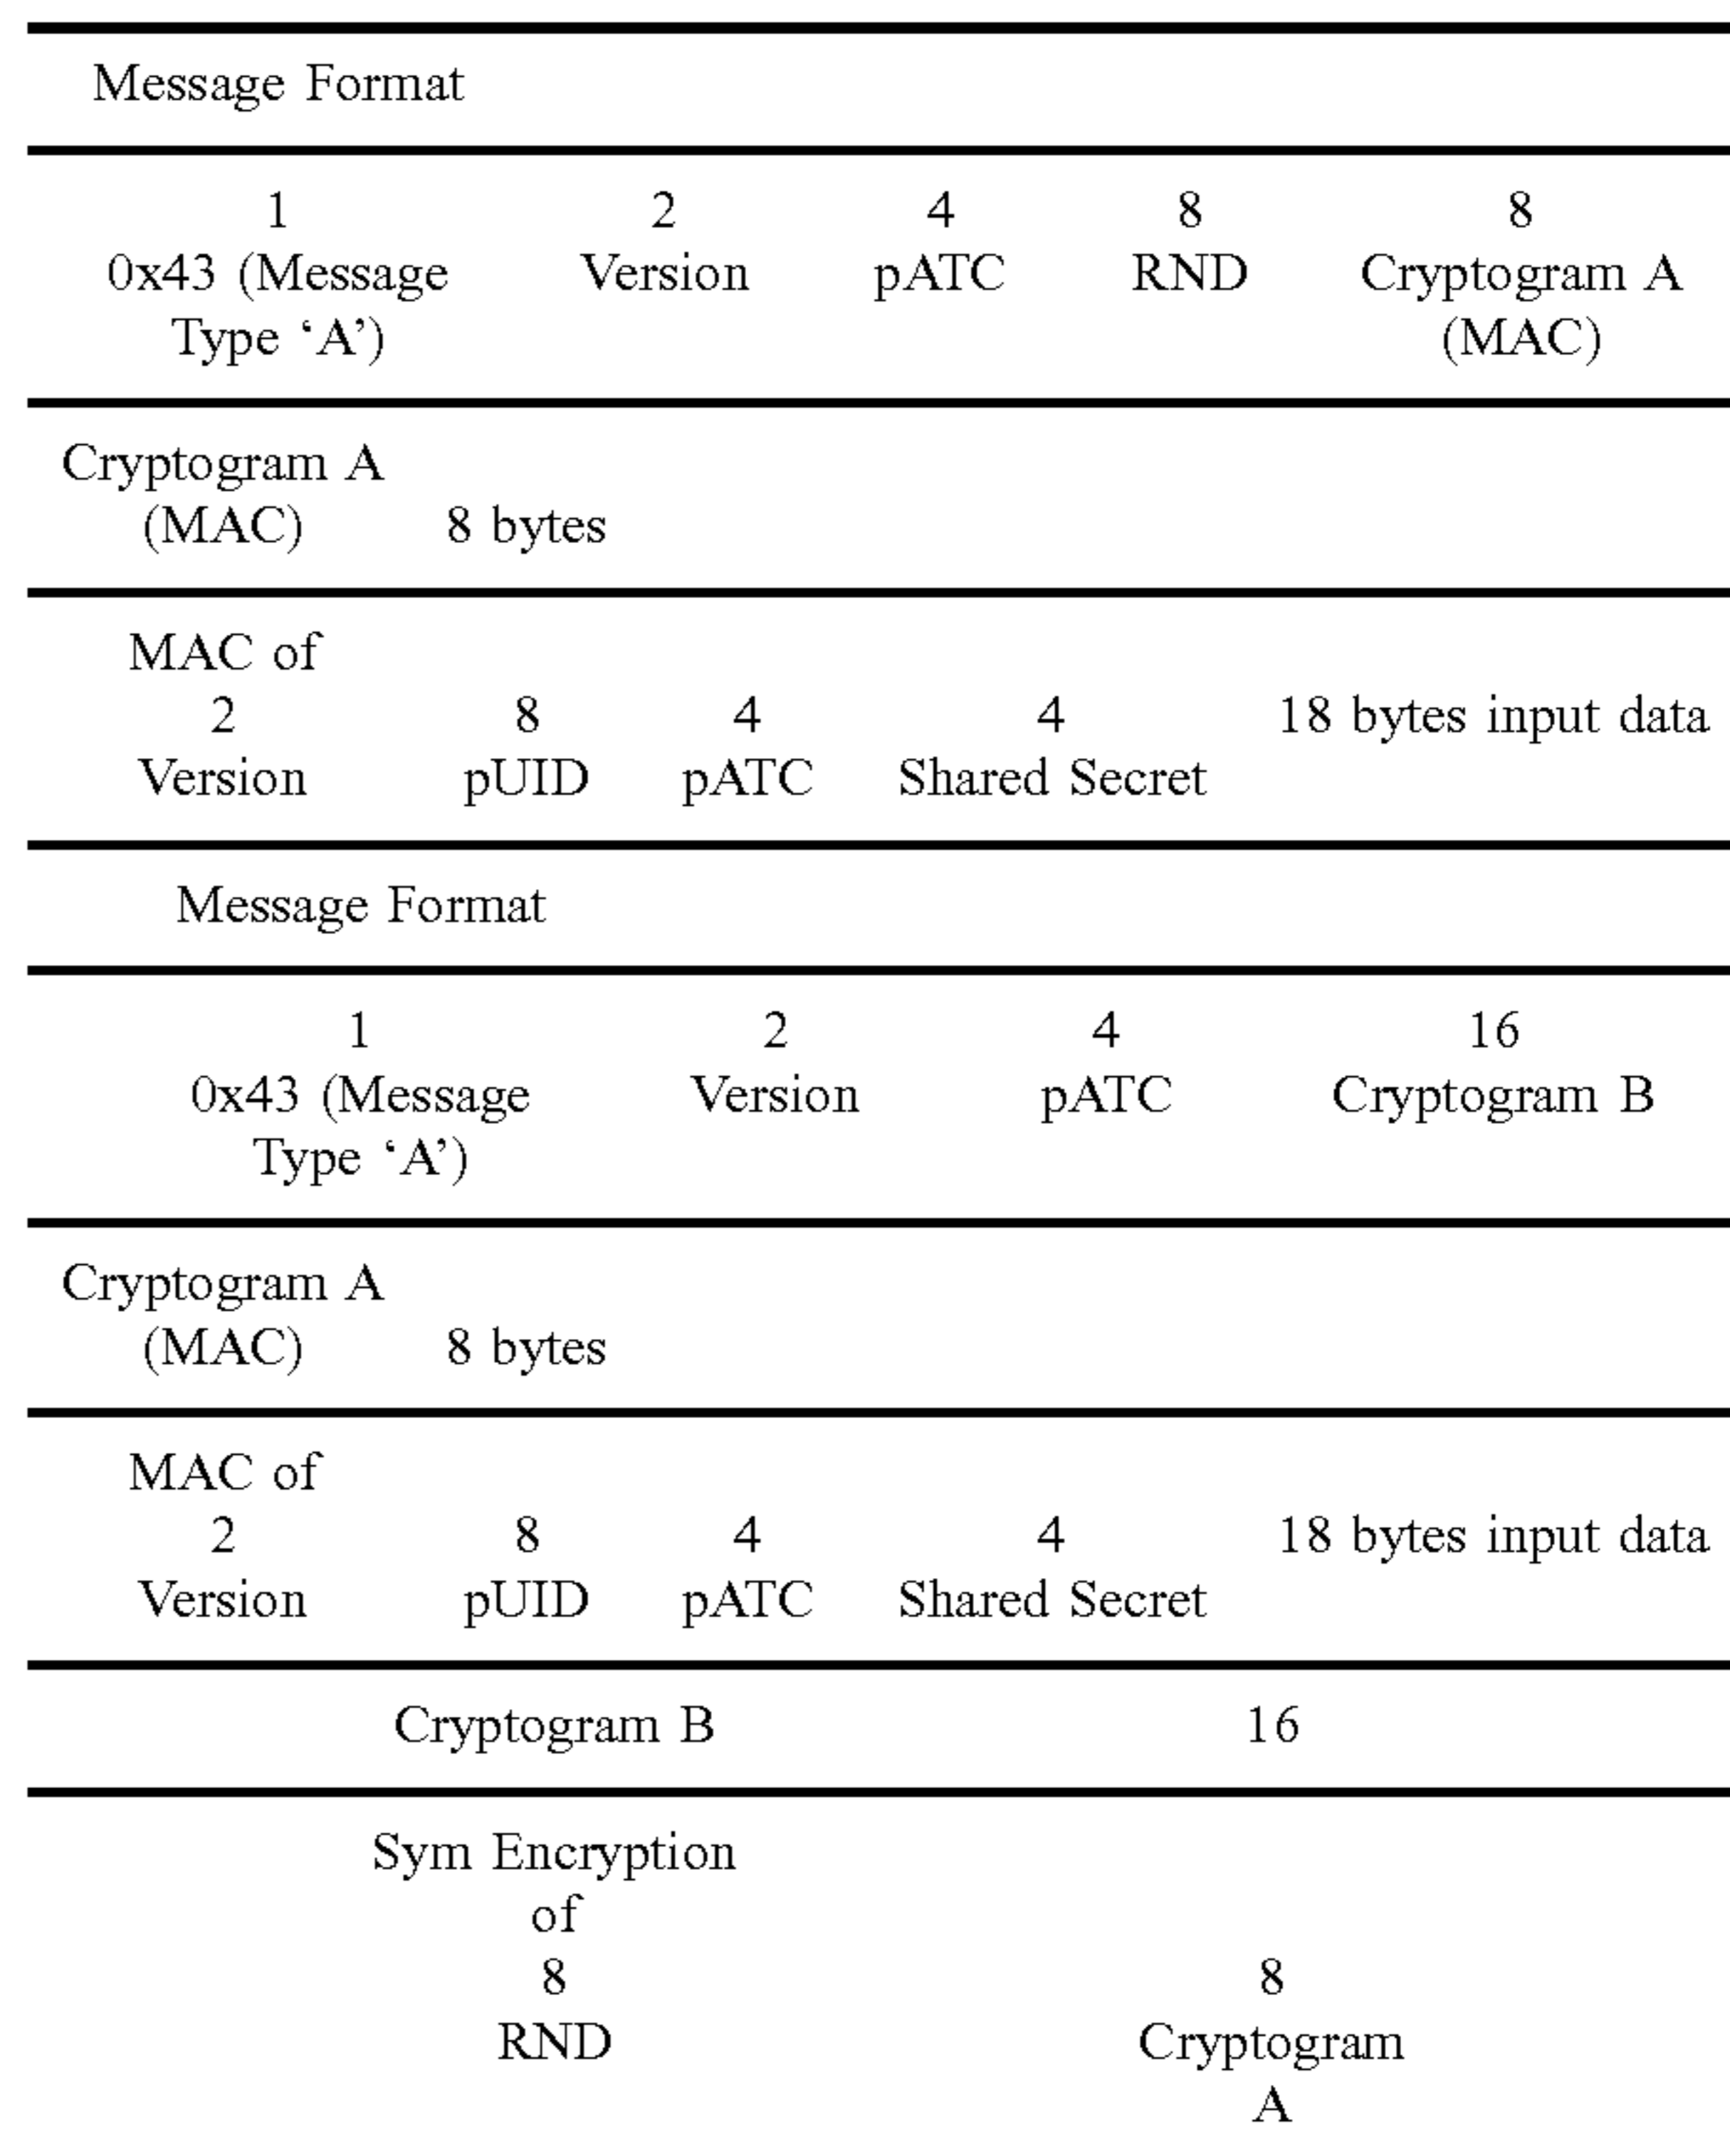 Message Format
1 2 4 8 8
0x43 (Message Version pATC RND Cryptogram A
Type ‘A’) (MAC)
Cryptogram A
(MAC) 8 bytes
MAC of
2 8 4 4 18 bytes input data
Version pUID pATC Shared Secret
Message Format
1 2 4 16
0x43 (Message Version pATC Cryptogram B
Type ‘A’)
Cryptogram A
(MAC) 8 bytes
MAC of
2 8 4 4 18 bytes input data
Version pUID pATC Shared Secret
Cryptogram B 16
Sym Encryption
of
8 8
RND Cryptogram
A